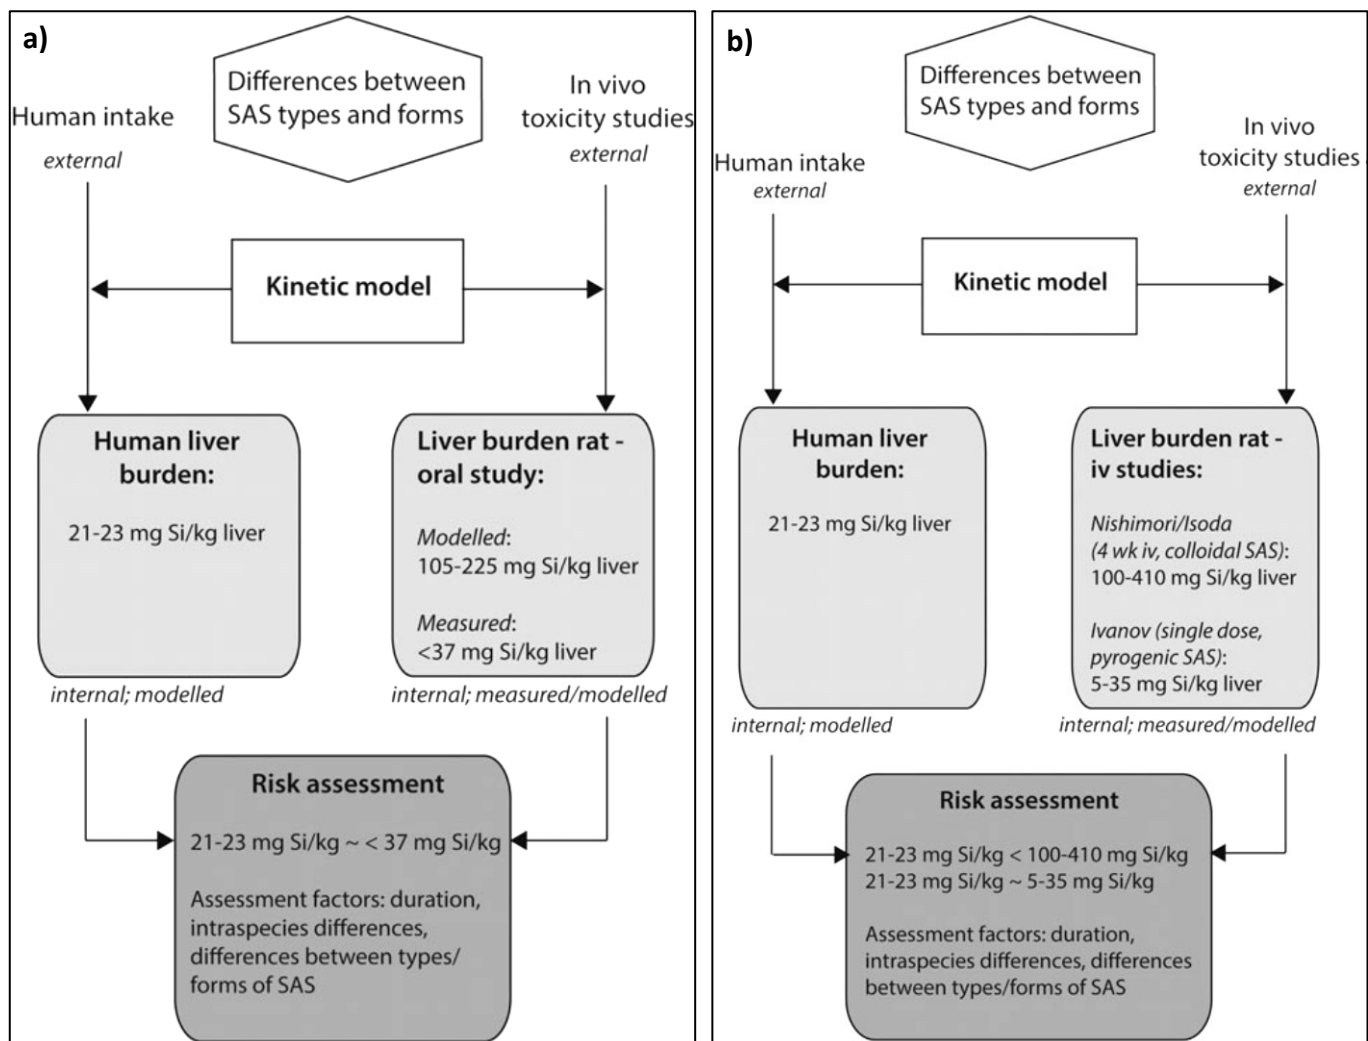 a)
Differences between
SAS types and forms
Human intake
external
In vivo
toxicity studies
external
Kinetic model
Human liver
burden:
21-23 mg Si/kg liver
internal; modelled
Liver burden rat -
oral study:
Modelled:
105-225 mg Si/kg liver
Measured:
<37 mg Si/kg liver
internal; measured/modelled
Risk assessment
21-23 mg Si/kg ~ < 37 mg Si/kg
Assessment factors: duration,
intraspecies differences,
differences between types/
forms of SAS
b)
Differences between
SAS types and forms
Human intake
external
In vivo
toxicity studies
external
Kinetic model
Human liver
burden:
21-23 mg Si/kg liver
internal; modelled
Liver burden rat -
iv studies:
Nishimori/Isoda
(4 wk iv, colloidal SAS):
100-410 mg Si/kg liver
Ivanov (single dose,
pyrogenic SAS):
5-35 mg Si/kg liver
internal; measured/modelled
Risk assessment
21-23 mg Si/kg < 100-410 mg Si/kg
21-23 mg Si/kg ~ 5-35 mg Si/kg
Assessment factors: duration,
intraspecies differences, differences
between types/forms of SAS